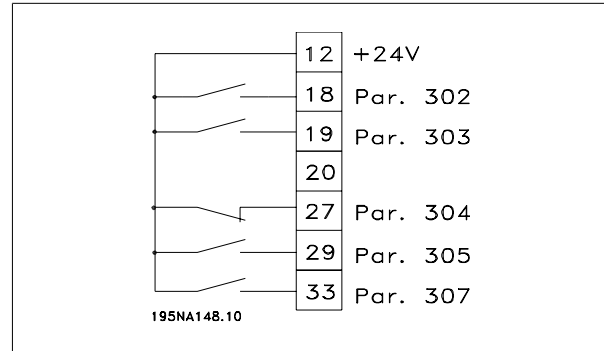 12 +24V
18 Par. 302
19 Par. 303
20
27 Par. 304
29 Par. 305
33 Par. 307
195NA148.10